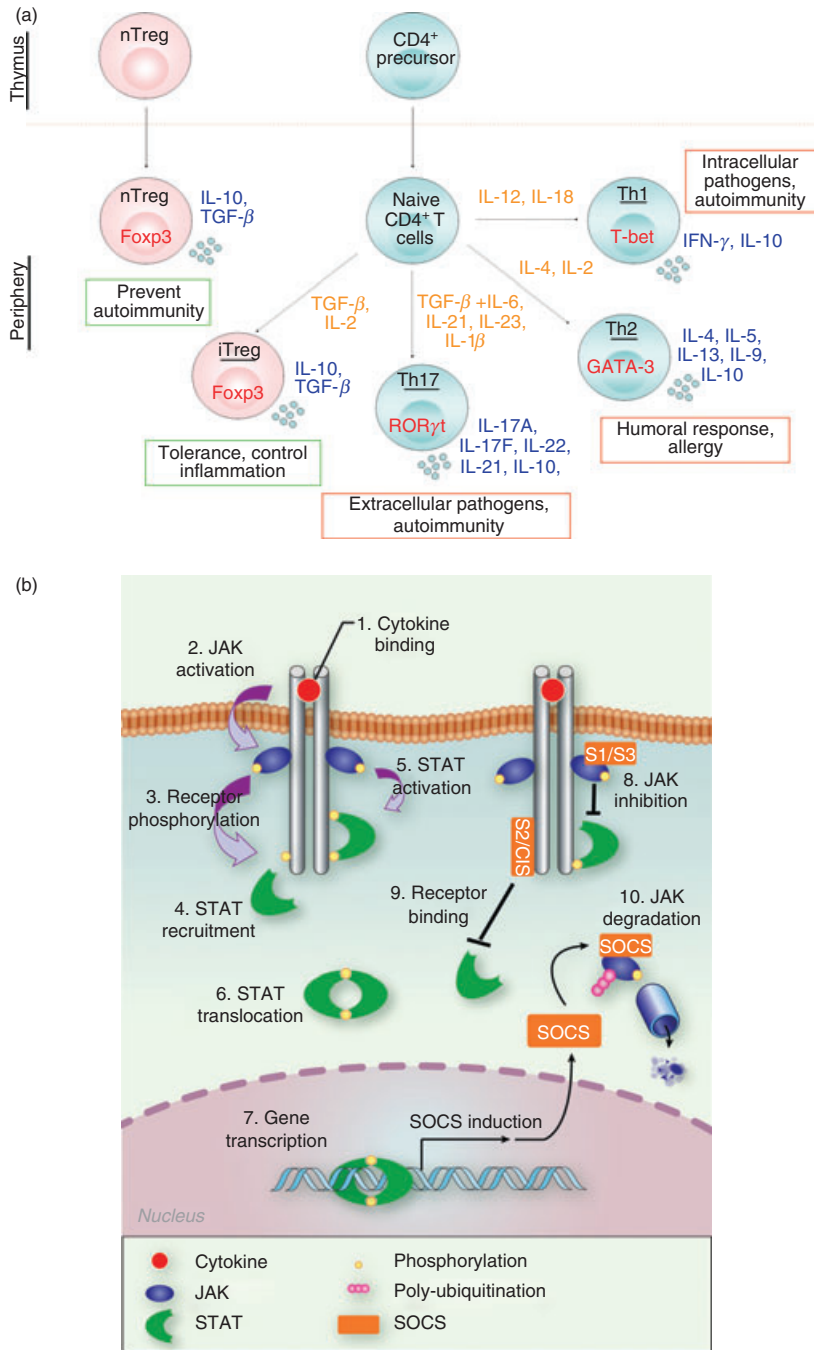 (a)
Thymus
nTreg
CD4+
precursor
Periphery
nTreg
Foxp3
IL-10,
TGF-β
Prevent
autoimmunity
Naive
CD4+ T
cells
IL-12, IL-18
Th1
T-bet
Intracellular
pathogens,
autoimmunity
IFN-γ, IL-10
IL-4, IL-2
TGF-β,
IL-2
TGF-β +IL-6,
IL-21, IL-23,
IL-1β
iTreg
Foxp3
IL-10,
TGF-β
Tolerance, control
inflammation
Th17
RORγt
IL-17A,
IL-17F, IL-22,
IL-21, IL-10,
Extracellular pathogens,
autoimmunity
Th2
GATA-3
IL-4, IL-5,
IL-13, IL-9,
IL-10
Humoral response,
allergy
(b)
1. Cytokine
binding
2. JAK
activation
3. Receptor
phosphorylation
4. STAT
recruitment
5. STAT
activation
6. STAT
translocation
7. Gene
transcription
SOCS induction
Nucleus
S1/S3
8. JAK
inhibition
S2/CIS
9. Receptor
binding
10. JAK
degradation
SOCS
SOCS
Cytokine
JAK
STAT
Phosphorylation
Poly-ubiquitination
SOCS